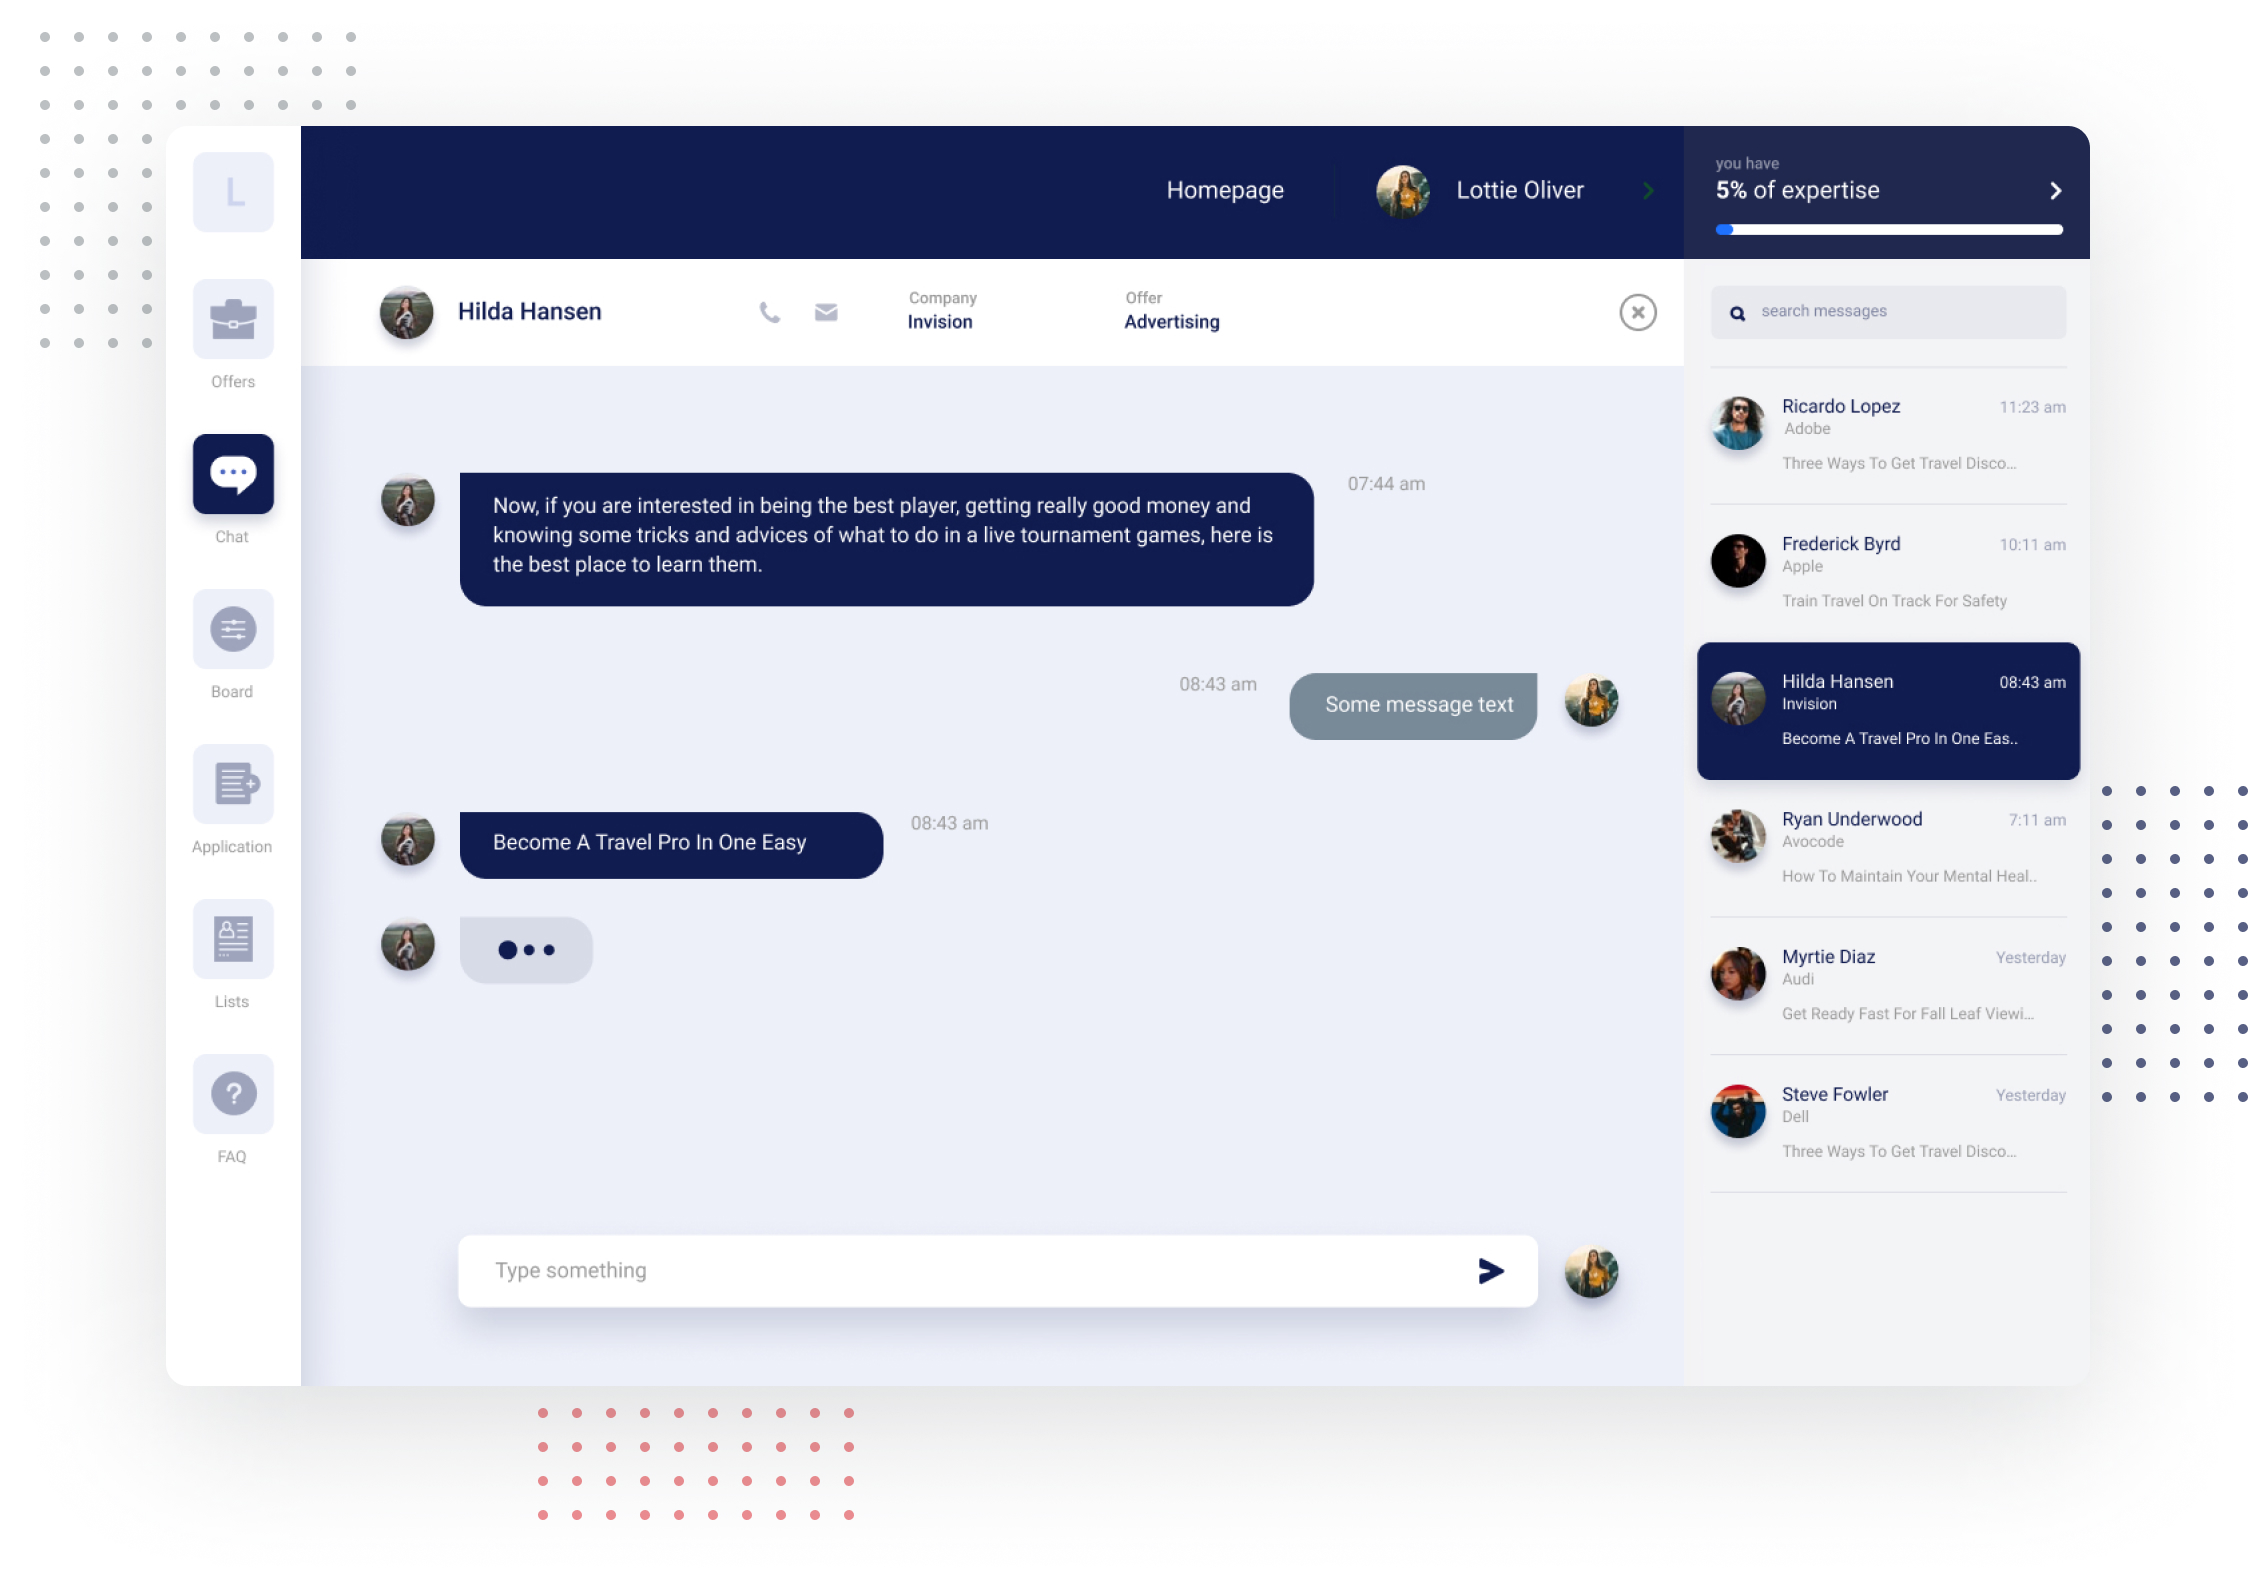 L
Offers
Chat
Board
Application
Lists
FAQ
Homepage
Lottie Oliver
you have
5% of expertise
Hilda Hansen
Company
Invision
Offer
Advertising
Now, if you are interested in being the best player, getting really good money and
knowing some tricks and advices of what to do in a live tournament games, here is
the best place to learn them.
07:44 am
08:43 am
Some message text
Become A Travel Pro In One Easy
08:43 am
Type something
search messages
Ricardo Lopez
11:23 am
Adobe
Three Ways To Get Travel Disco...
Frederick Byrd
10:11 am
Apple
Train Travel On Track For Safety
Hilda Hansen
08:43 am
Invision
Become A Travel Pro In One Eas..
Ryan Underwood
7:11 am
Avocode
How To Maintain Your Mental Heal..
Myrtie Diaz
Yesterday
Audi
Get Ready Fast For Fall Leaf Viewi...
Steve Fowler
Yesterday
Dell
Three Ways To Get Travel Disco...